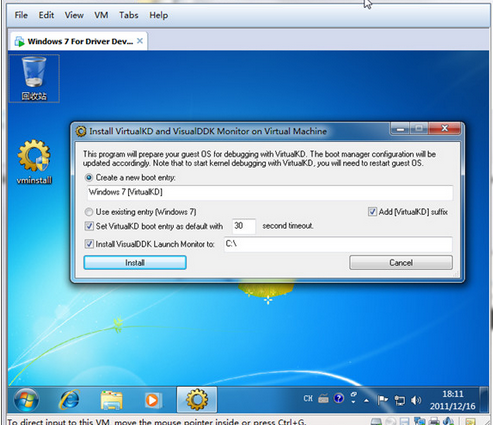 File Edit View VM Tabs Help
Windows 7 For Driver Dev... ×
回收站
vminstall
Install VirtualKD and VisualDDK Monitor on Virtual Machine
This program will prepare your guest OS for debugging with VirtualKD. The boot manager configuration will be
updated accordingly. Note that to start kernel debugging with VirtualKD, you will need to restart guest OS.
Create a new boot entry:
Windows 7 [VirtualKD]
Use existing entry (Windows 7)
Add [VirtualKD] suffix
Set VirtualKD boot entry as default with 30 second timeout.
Install VisualDDK Launch Monitor to: C:\
Install Cancel
CH 18:11
2011/12/16
To direct input to this VM, move the mouse pointer inside or press Ctrl+G.